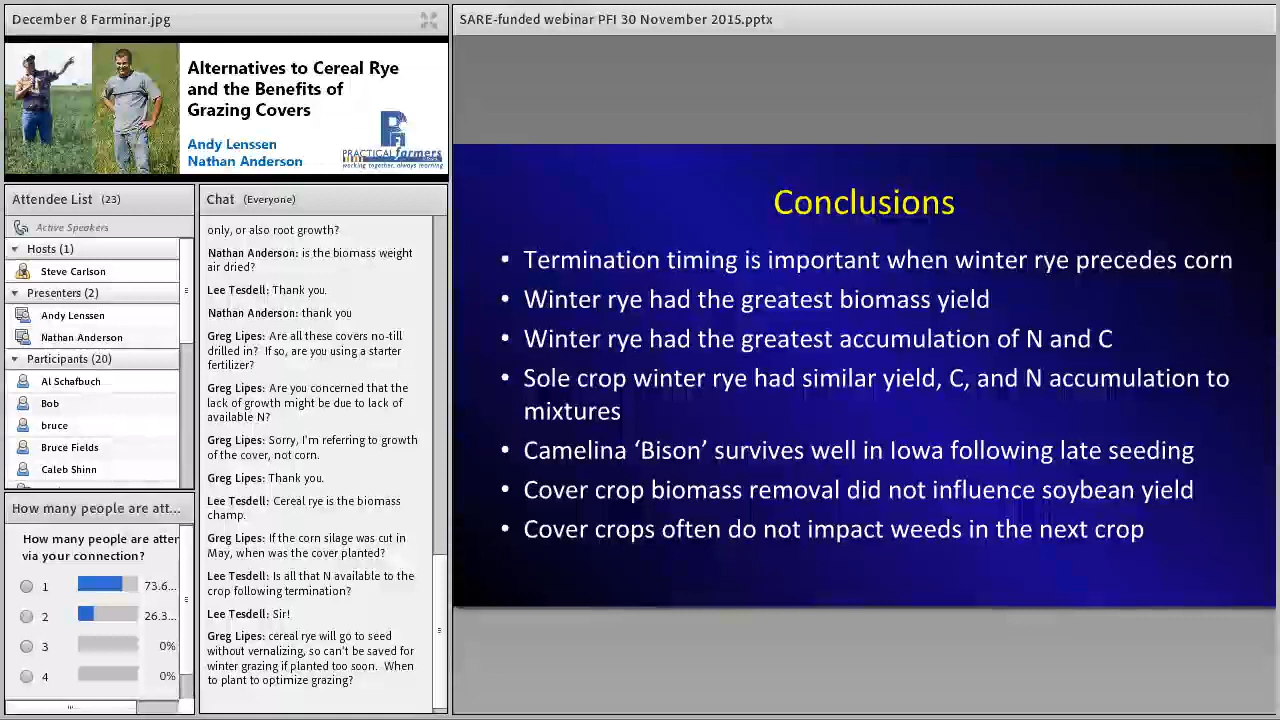 December 8 Farminar.jpg
Alternatives to Cereal Rye
and the Benefits of
Grazing Covers
Andy Lenssen
Nathan Anderson
PRACTICAL farmers
working together, always learning
Attendee List (23)
Active Speakers
Hosts (1)
Steve Carlson
Presenters (2)
Andy Lenssen
Nathan Anderson
Participants (20)
Al Schafbuch
Bob
bruce
Bruce Fields
Caleb Shinn
How many people are att...
How many people are atten
via your connection?
1 73.6...
2 26.3...
3 0%
4 0%
Chat (Everyone)
only, or also root growth?
Nathan Anderson: is the biomass weight
air dried?
Lee Tesdell: Thank you.
Nathan Anderson: thank you
Greg Lipes: Are all these covers no-till
drilled in? If so, are you using a starter
fertilizer?
Greg Lipes: Are you concerned that the
lack of growth might be due to lack of
available N?
Greg Lipes: Sorry, I'm referring to growth
of the cover, not corn.
Greg Lipes: Thank you.
Lee Tesdell: Cereal rye is the biomass
champ.
Greg Lipes: If the corn silage was cut in
May, when was the cover planted?
Lee Tesdell: Is all that N available to the
crop following termination?
Lee Tesdell: Sir!
Greg Lipes: cereal rye will go to seed
without vernalizing, so can't be saved for
winter grazing if planted too soon. When
to plant to optimize grazing?
SARE-funded webinar PFI 30 November 2015.pptx
Conclusions
• Termination timing is important when winter rye precedes corn
• Winter rye had the greatest biomass yield
• Winter rye had the greatest accumulation of N and C
• Sole crop winter rye had similar yield, C, and N accumulation to
mixtures
• Camelina ‘Bison’ survives well in Iowa following late seeding
• Cover crop biomass removal did not influence soybean yield
• Cover crops often do not impact weeds in the next crop